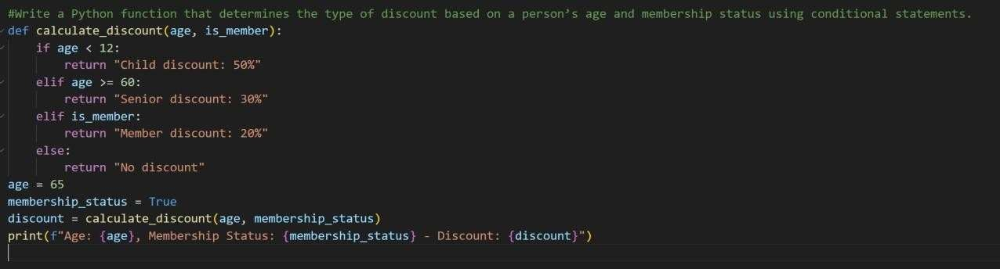 #Write a Python function that determines the type of discount based on a person’s age and membership status using conditional statements.
def calculate_discount(age, is_member):
    if age < 12:
        return "Child discount: 50%"
    elif age >= 60:
        return "Senior discount: 30%"
    elif is_member:
        return "Member discount: 20%"
    else:
        return "No discount"
age = 65
membership_status = True
discount = calculate_discount(age, membership_status)
print(f"Age: {age}, Membership Status: {membership_status} - Discount: {discount}")